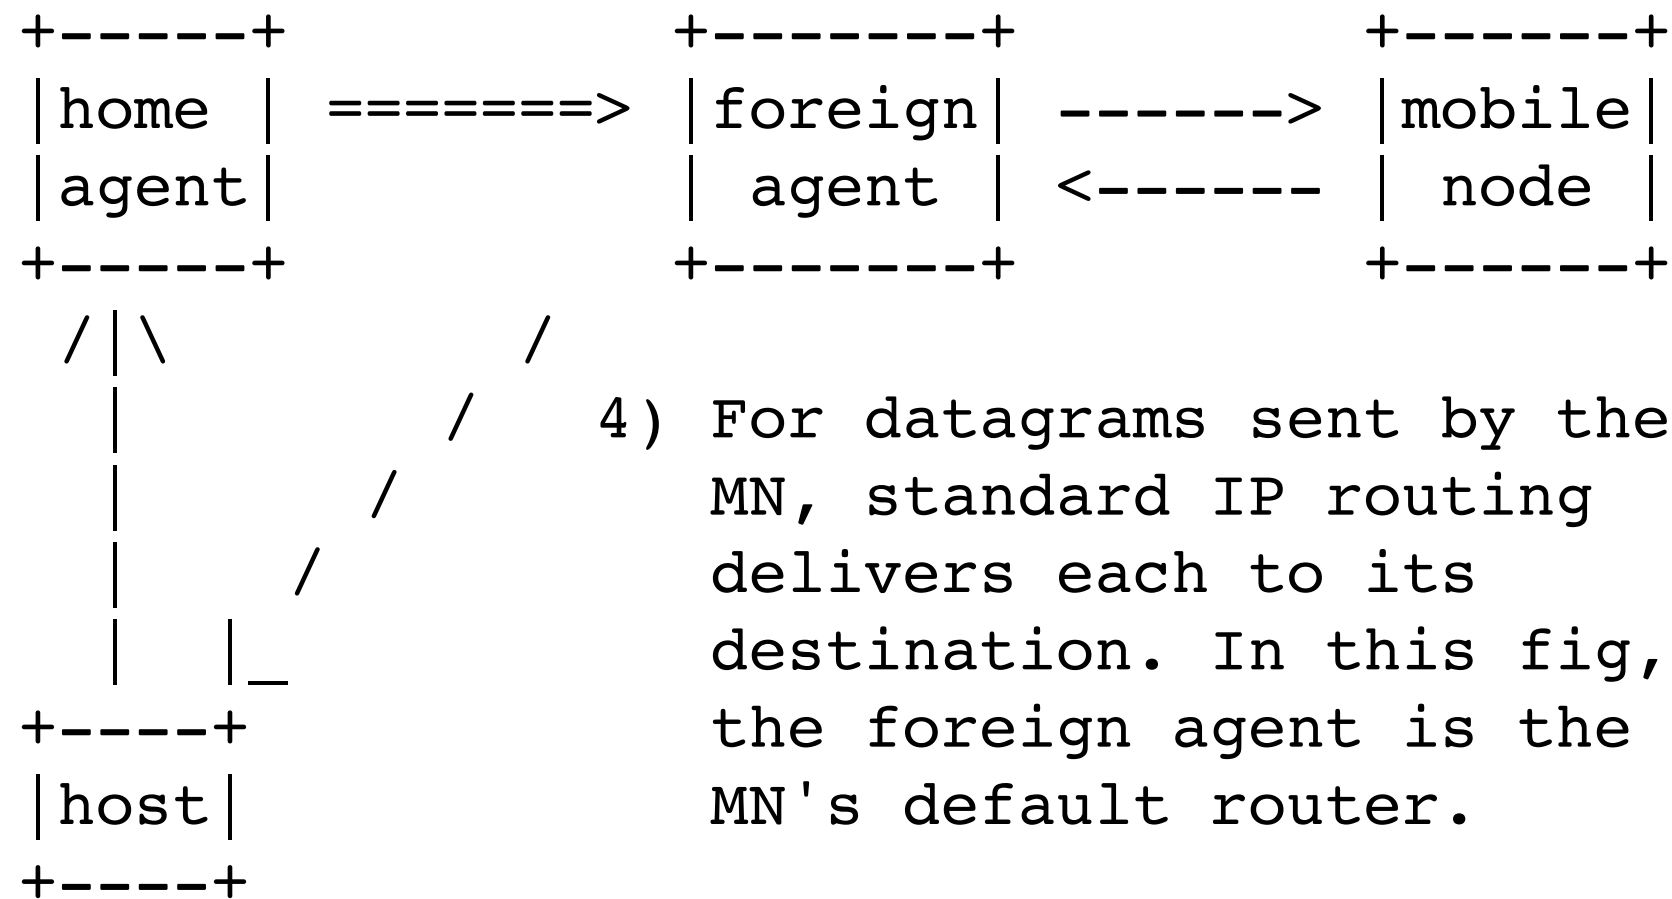 +-----+          +-------+         +------+
|home |  =======> |foreign|  ------> |mobile|
|agent|          | agent |  <------ | node |
+-----+          +-------+         +------+
 /|\         /
  |        /   4) For datagrams sent by the
  |      /        MN, standard IP routing
  |    /          delivers each to its
  |  |_           destination. In this fig,
+----+            the foreign agent is the
|host|            MN's default router.
+----+